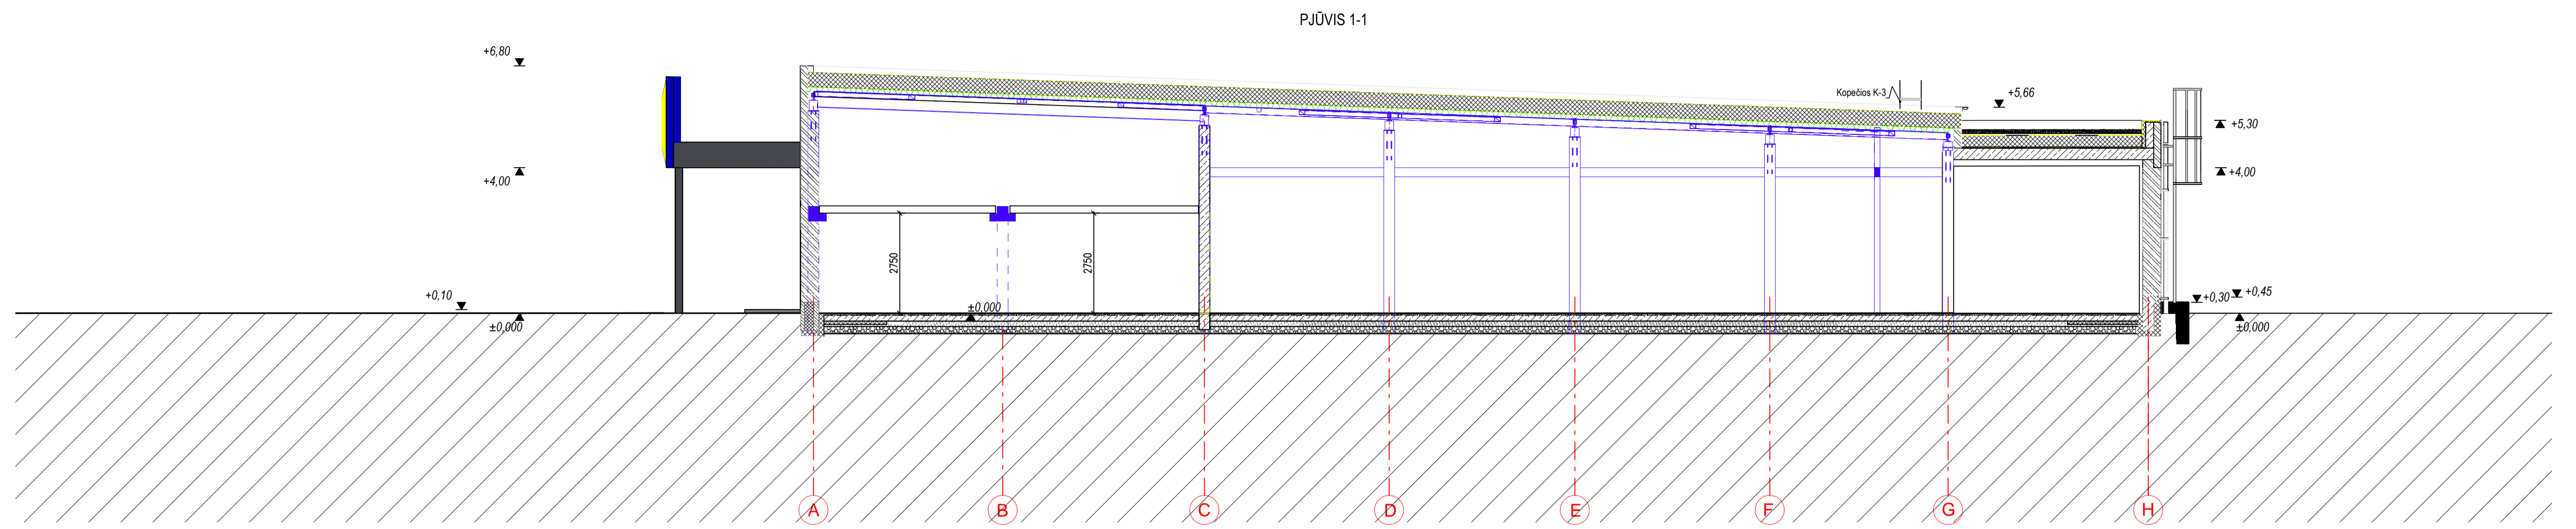 PJŪVIS 1-1
+6,80
Kopečios K-3
+5,66
+5,30
+4,00
+4,00
2750
2750
+0,10
±0,000
±0,000
+0,30
+0,45
±0,000
A
B
C
D
E
F
G
H